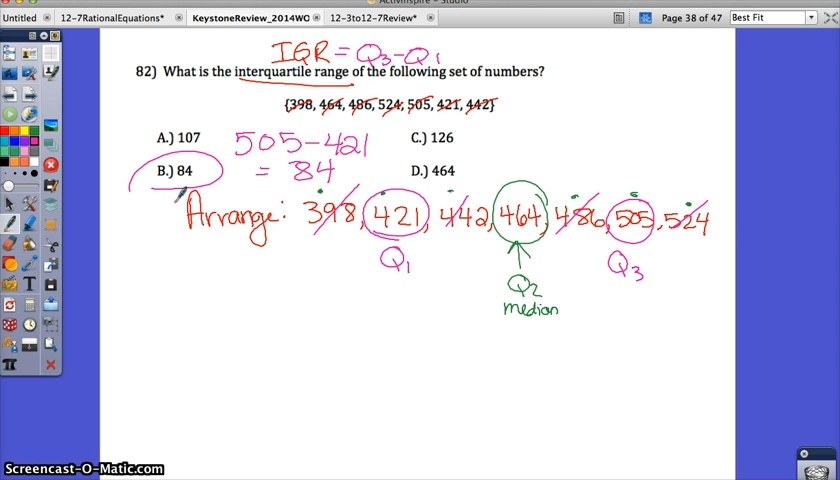 ActivInspire – Studio
Untitled 12-7RationalEquations* KeystoneReview_2014WO 12-3to12-7Review* Page 38 of 47 Best Fit
IQR = Q3-Q1
82) What is the interquartile range of the following set of numbers?
{398, 464, 486, 524, 505, 421, 442}
A.) 107 505-421 C.) 126
B.) 84 = 84 D.) 464
Arrange: 398, 421, 442, 464, 486, 505, 524
Q1 Q3
Q2
median
Screencast-O-Matic.com